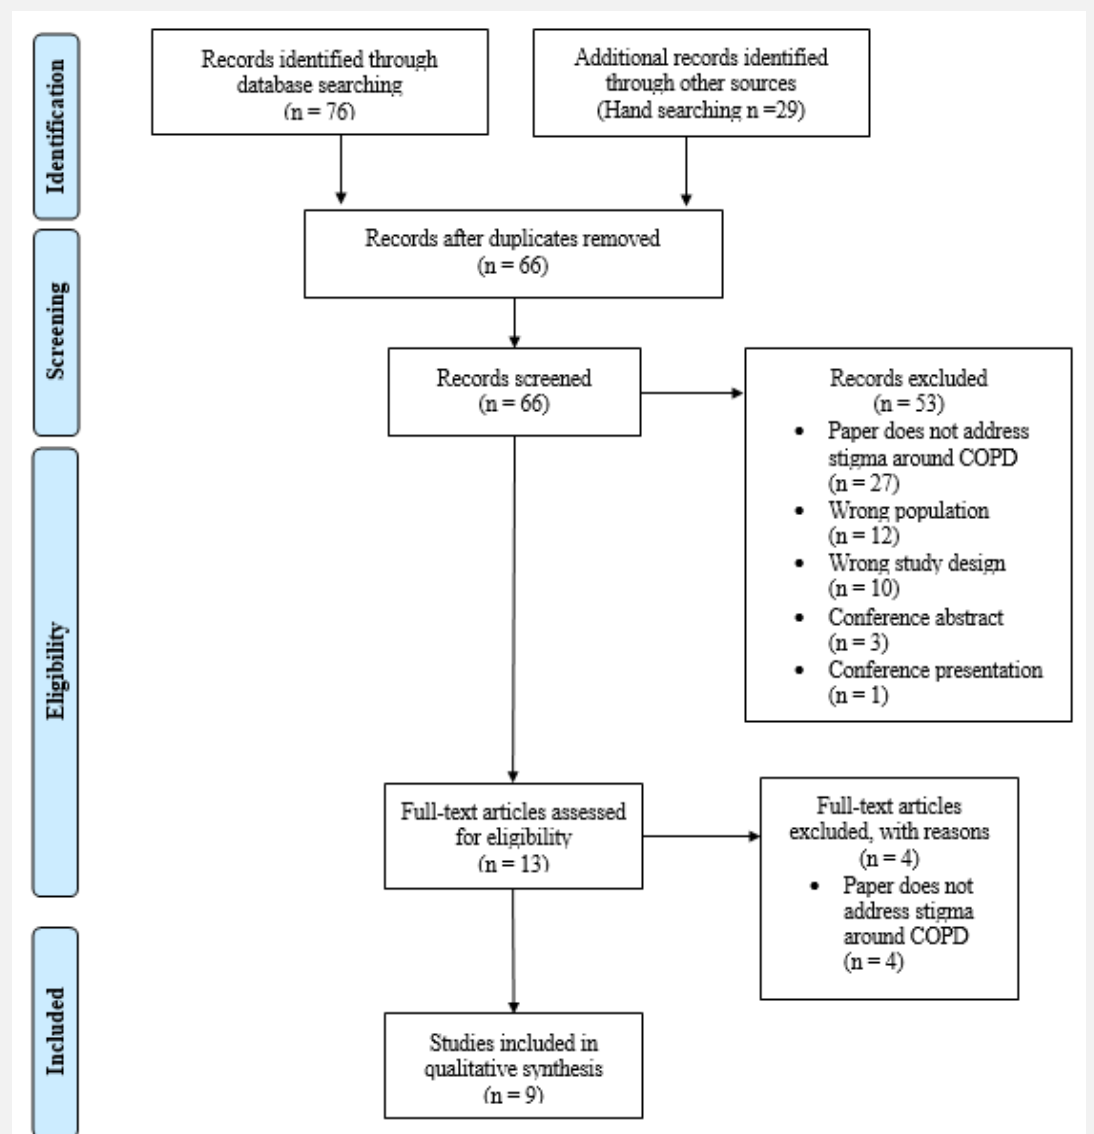 Identification
Records identified through
database searching
(n = 76)
Additional records identified
through other sources
(Hand searching n =29)
Records after duplicates removed
(n = 66)
Screening
Records screened
(n = 66)
Records excluded
(n = 53)
• Paper does not address
stigma around COPD
(n = 27)
• Wrong population
(n = 12)
• Wrong study design
(n = 10)
• Conference abstract
(n = 3)
• Conference presentation
(n = 1)
Eligibility
Full-text articles assessed
for eligibility
(n = 13)
Full-text articles
excluded, with reasons
(n = 4)
• Paper does not
address stigma
around COPD
(n = 4)
Included
Studies included in
qualitative synthesis
(n = 9)